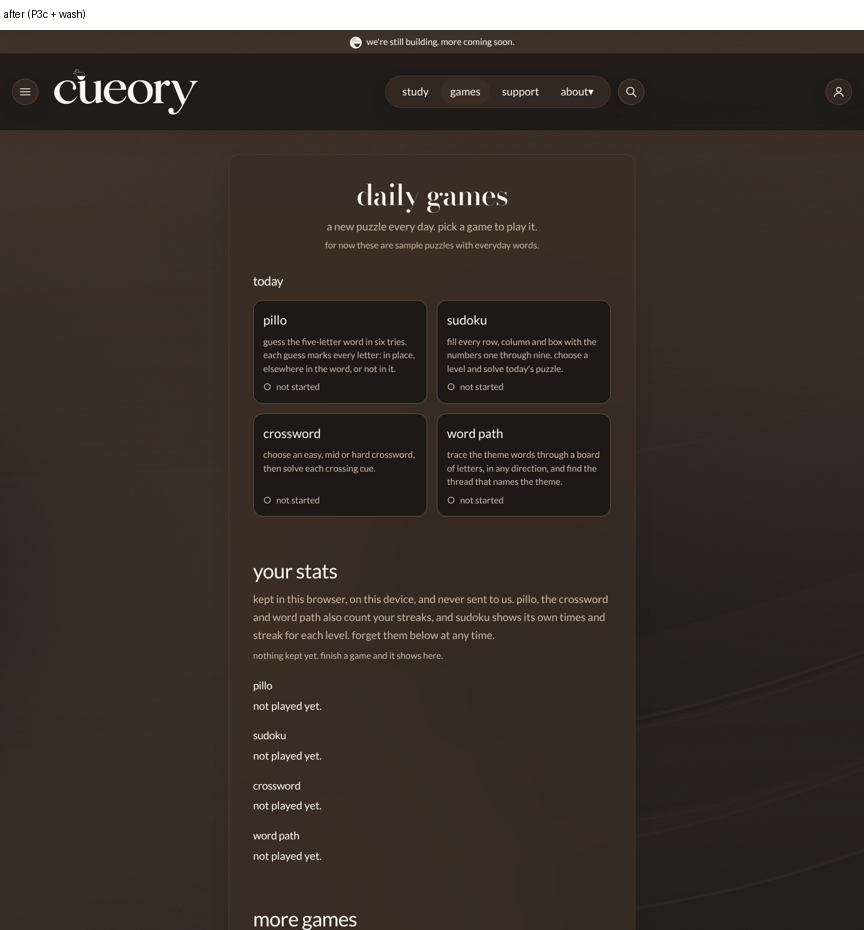 after (P3c + wash)
we're still building. more coming soon.
cueory
study games support about▾
daily games
a new puzzle every day. pick a game to play it.
for now these are sample puzzles with everyday words.
today
pillo
guess the five-letter word in six tries.
each guess marks every letter: in place,
elsewhere in the word, or not in it.
not started
sudoku
fill every row, column and box with the
numbers one through nine. choose a
level and solve today's puzzle.
not started
crossword
choose an easy, mid or hard crossword,
then solve each crossing cue.
not started
word path
trace the theme words through a board
of letters, in any direction, and find the
thread that names the theme.
not started
your stats
kept in this browser, on this device, and never sent to us. pillo, the crossword
and word path also count your streaks, and sudoku shows its own times and
streak for each level. forget them below at any time.
nothing kept yet. finish a game and it shows here.
pillo
not played yet.
sudoku
not played yet.
crossword
not played yet.
word path
not played yet.
more games